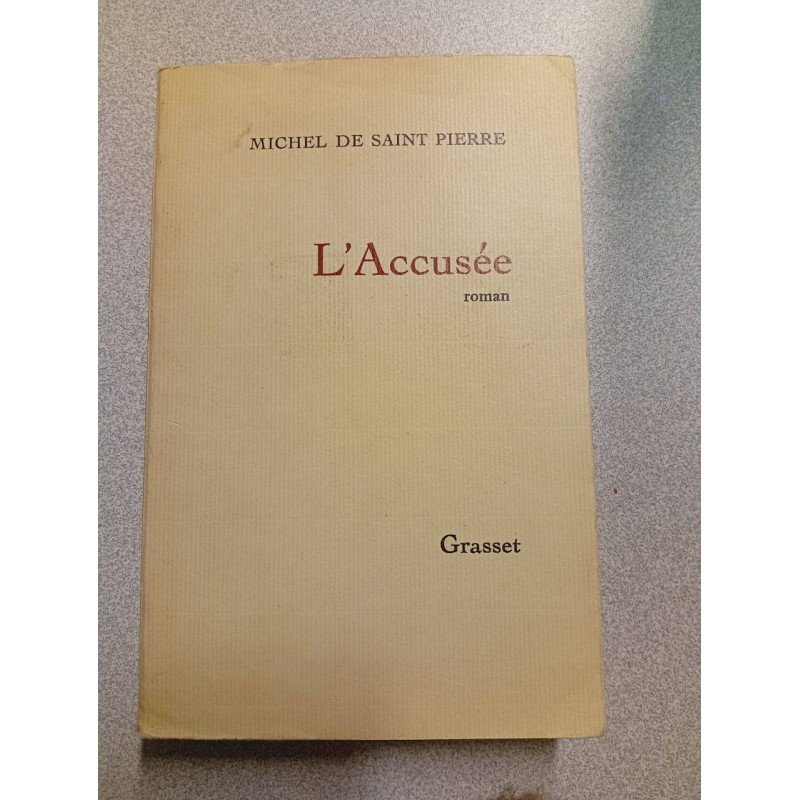 MICHEL DE SAINT PIERRE
L'Accusée
roman
Grasset